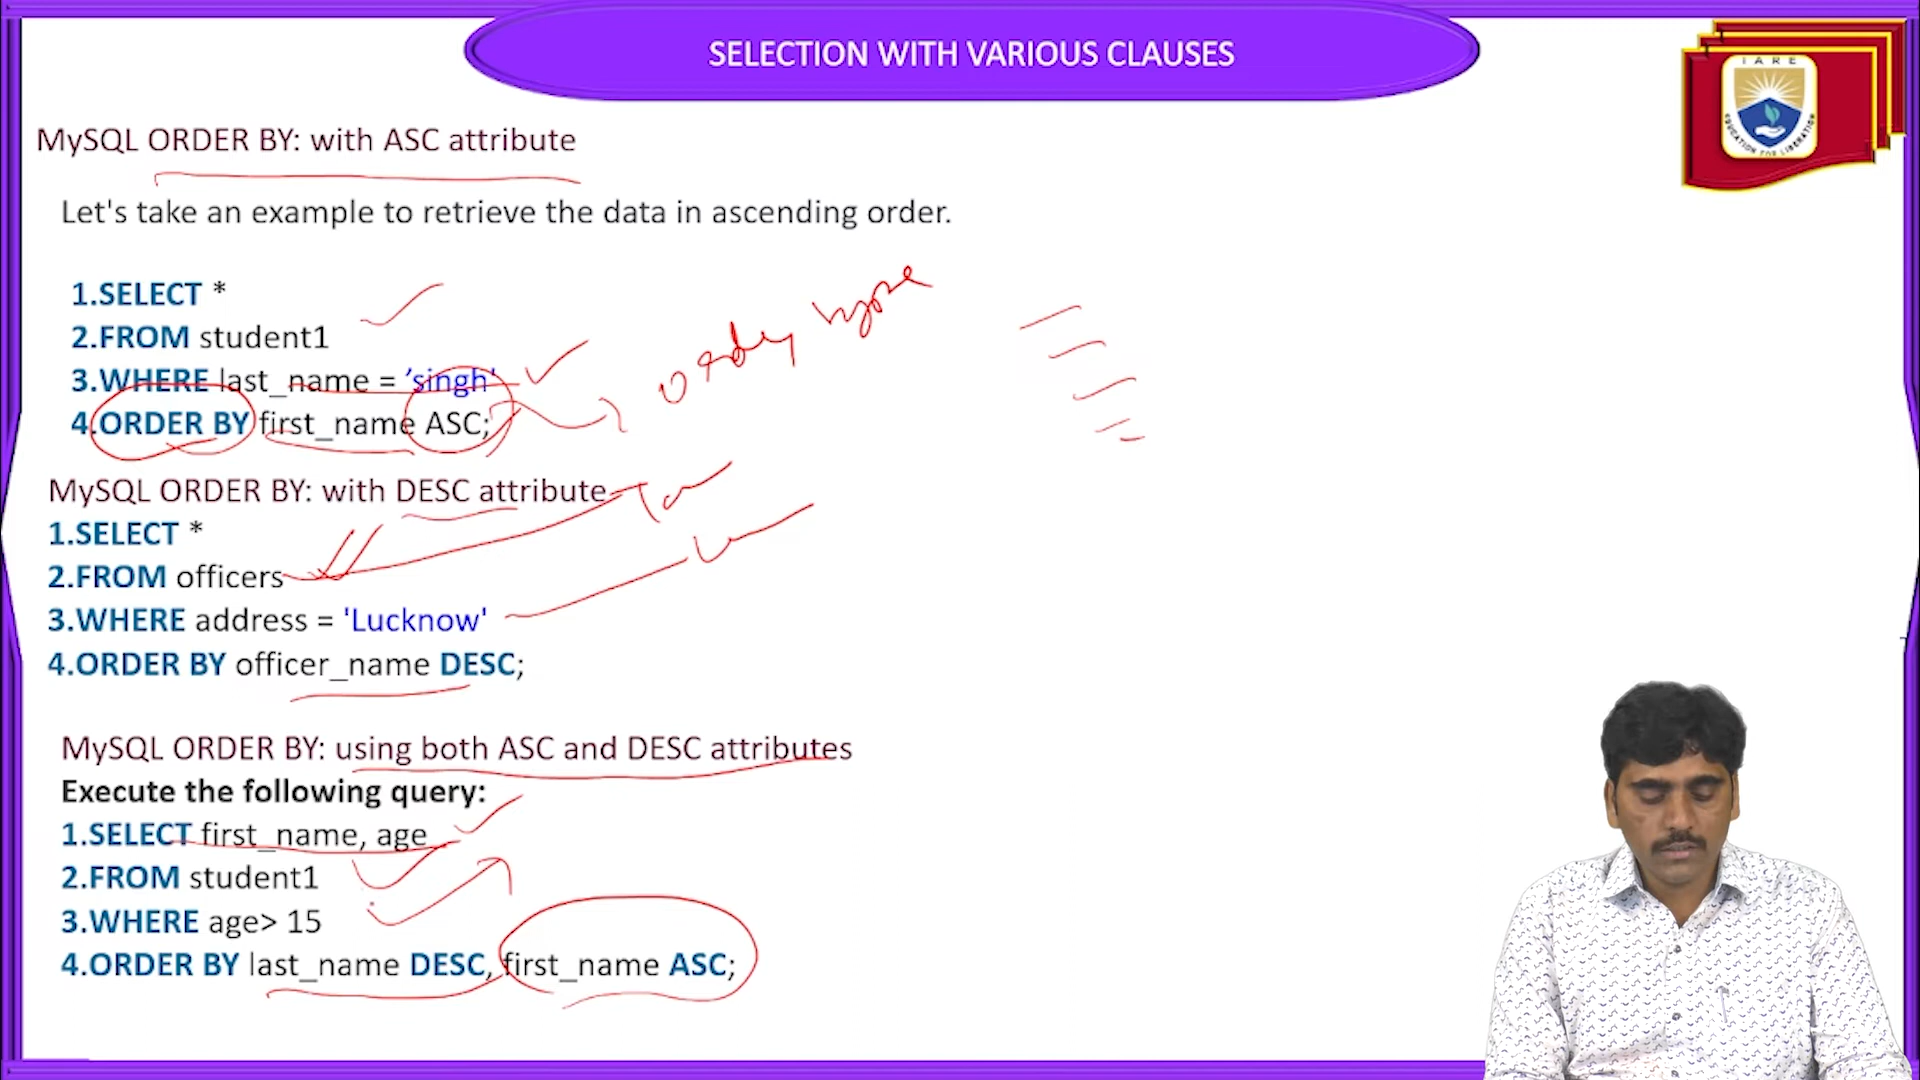 SELECTION WITH VARIOUS CLAUSES
IARE
EDUCATION FOR LIBERATION
MySQL ORDER BY: with ASC attribute
Let's take an example to retrieve the data in ascending order.
1.SELECT *
2.FROM student1
3.WHERE last_name = 'singh'
4.ORDER BY first_name ASC;
MySQL ORDER BY: with DESC attribute
1.SELECT *
2.FROM officers
3.WHERE address = 'Lucknow'
4.ORDER BY officer_name DESC;
MySQL ORDER BY: using both ASC and DESC attributes
Execute the following query:
1.SELECT first_name, age
2.FROM student1
3.WHERE age> 15
4.ORDER BY last_name DESC, first_name ASC;